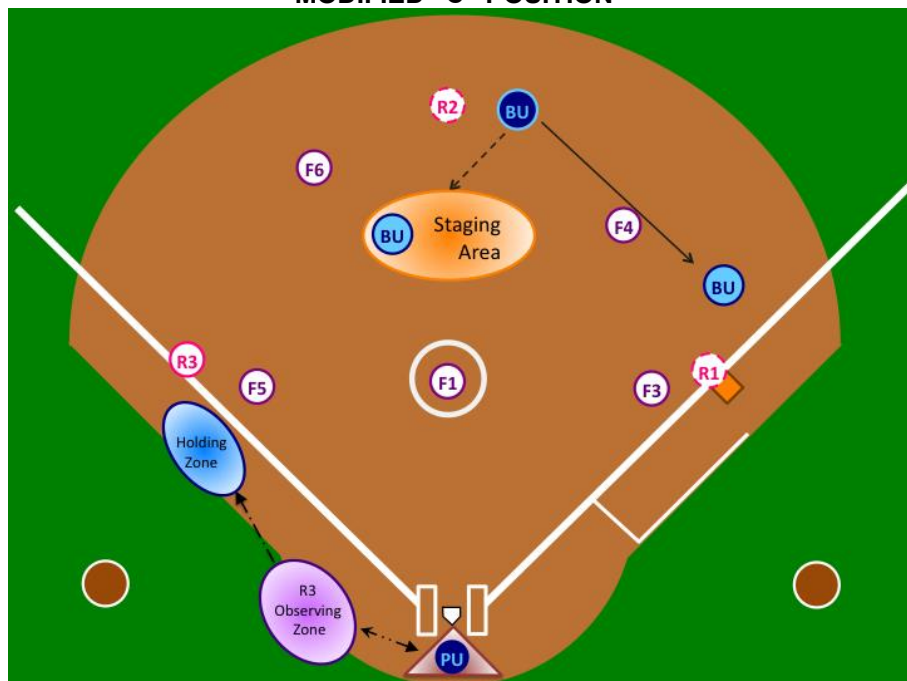 MODIFIED "C" POSITION
R2
BU
F6
F4
BU
Staging
Area
BU
R3
F5
F1
F3
R1
Holding
Zone
R3
Observing
Zone
PU